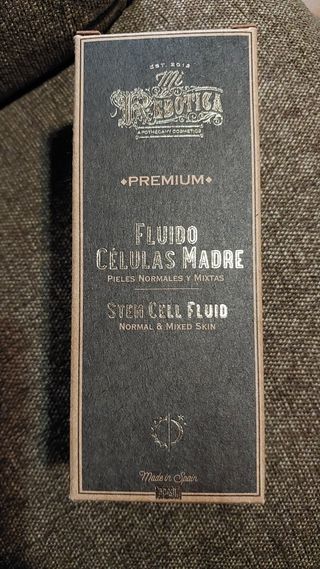 EST. 2013
Mi
REBOTICA
APOTHECARY COSMETICS
PREMIUM
FLUIDO
CÉLULAS MADRE
PIELES NORMALES Y MIXTAS
STEM CELL FLUID
NORMAL & MIXED SKIN
Made in Spain